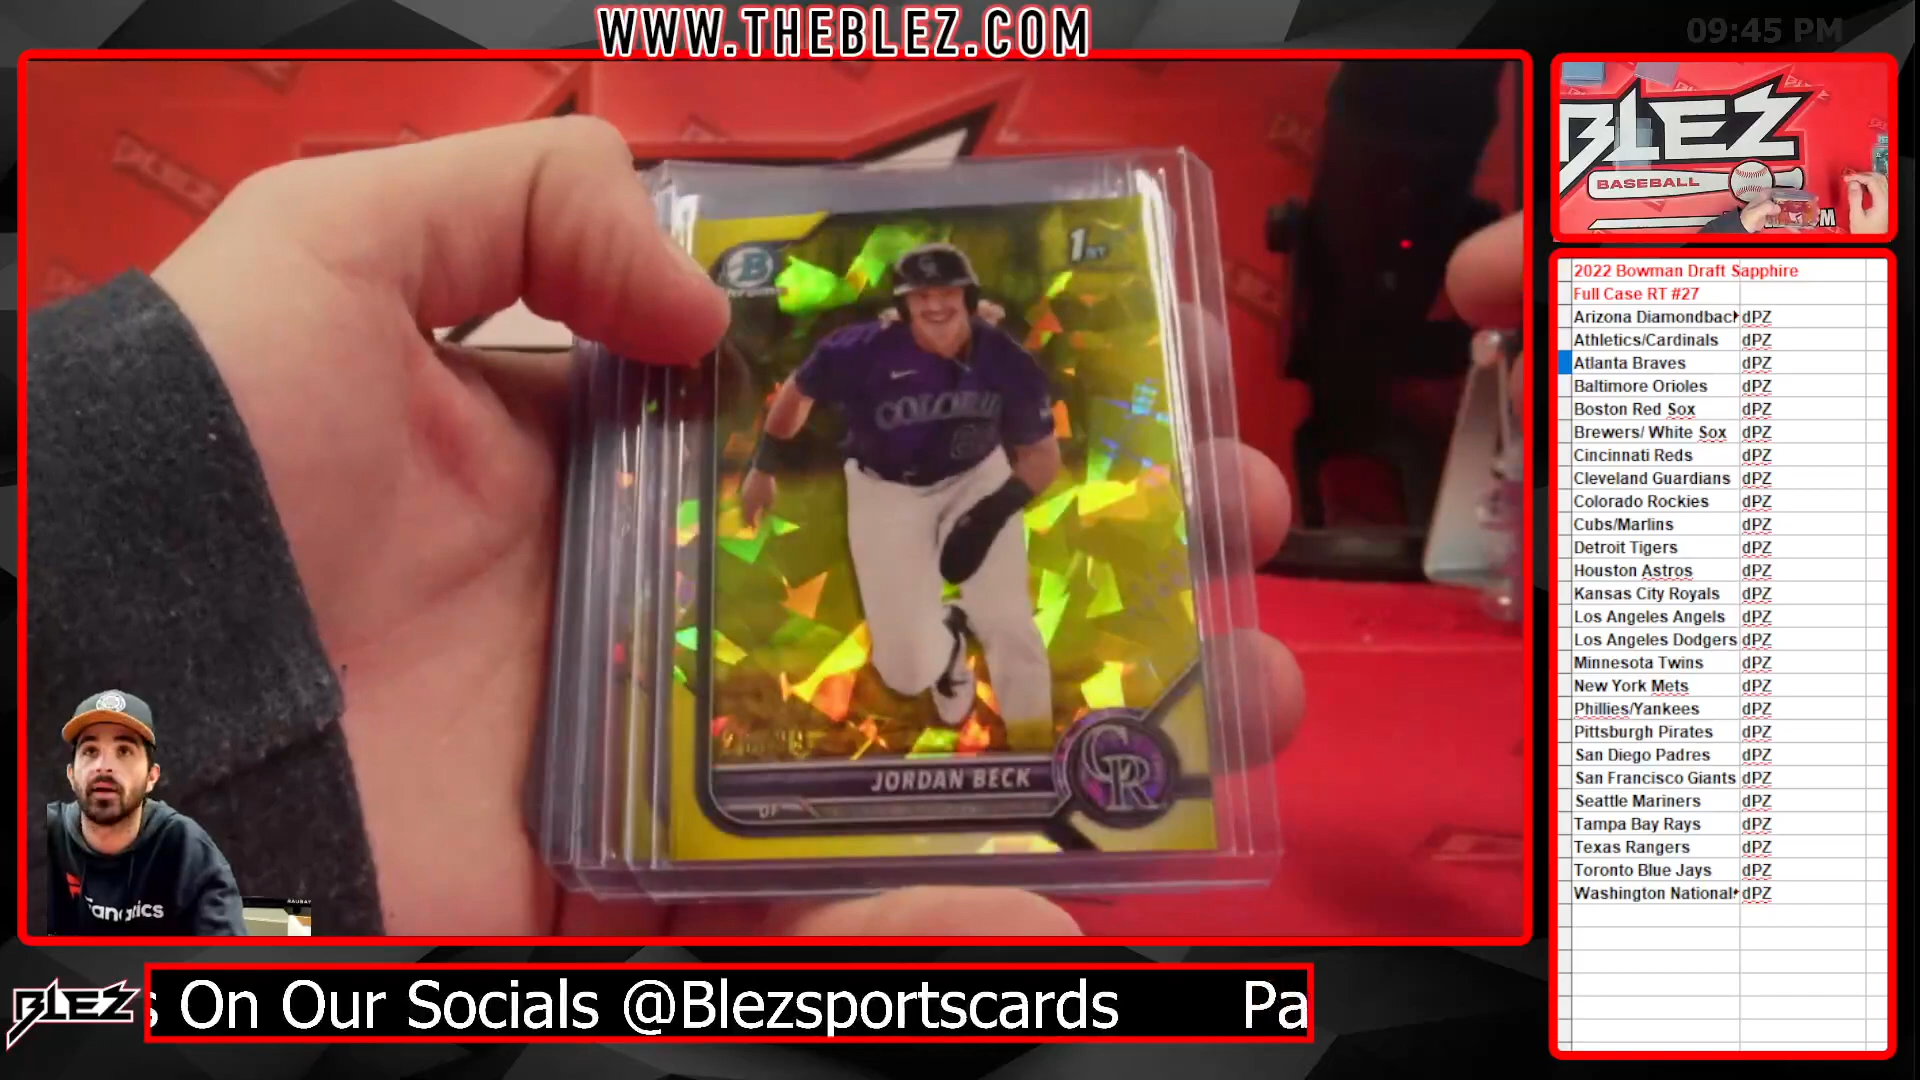 WWW.THEBLEZ.COM
09:45 PM
BLEZ
BASEBALL
1ST
B
COLOR
JORDAN BECK
OF
CR
Fanatics
2022 Bowman Draft Sapphire
Full Case RT #27
Arizona Diamondbac dPZ
Athletics/Cardinals dPZ
Atlanta Braves dPZ
Baltimore Orioles dPZ
Boston Red Sox dPZ
Brewers/ White Sox dPZ
Cincinnati Reds dPZ
Cleveland Guardians dPZ
Colorado Rockies dPZ
Cubs/Marlins dPZ
Detroit Tigers dPZ
Houston Astros dPZ
Kansas City Royals dPZ
Los Angeles Angels dPZ
Los Angeles Dodgers dPZ
Minnesota Twins dPZ
New York Mets dPZ
Phillies/Yankees dPZ
Pittsburgh Pirates dPZ
San Diego Padres dPZ
San Francisco Giants dPZ
Seattle Mariners dPZ
Tampa Bay Rays dPZ
Texas Rangers dPZ
Toronto Blue Jays dPZ
Washington National dPZ
BLEZ
s On Our Socials @Blezsportscards Pa